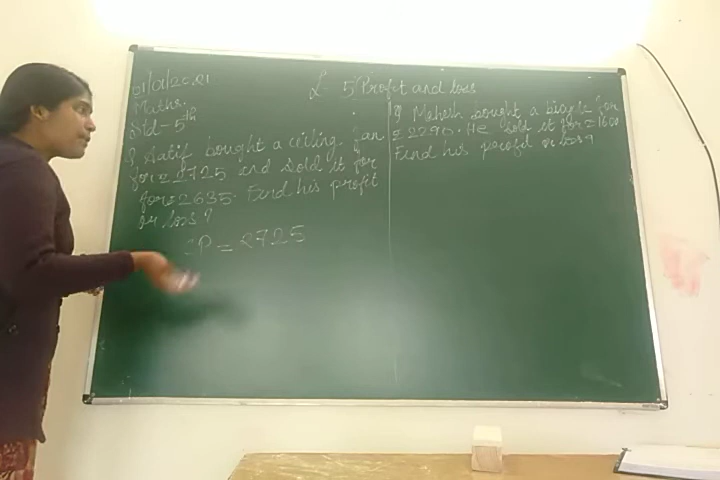 L- 5 Profit and loss
01/01/2021
Maths.
Std - 5th
Q Aatif bought a ceiling fan
for ₹ 2725 and sold it for
for ₹ 2635. Find his profit
or loss?
CP = 2725
Q Mahesh bought a bicycle for
₹ 2290. He sold it for ₹ 1600
Find his profit or loss?